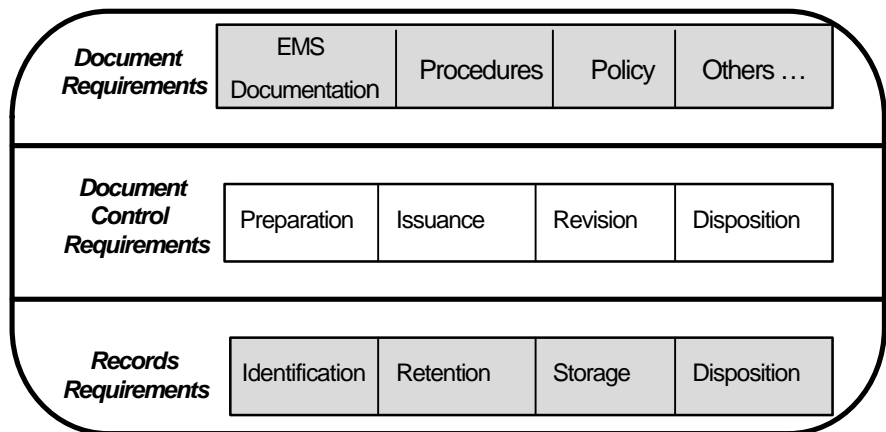 Document
Requirements
EMS
Documentation
Procedures
Policy
Others …
Document
Control
Requirements
Preparation
Issuance
Revision
Disposition
Records
Requirements
Identification
Retention
Storage
Disposition